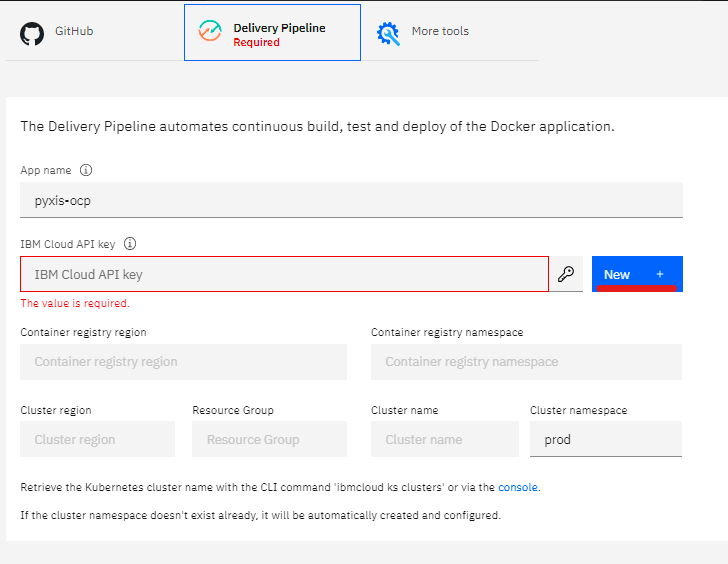 GitHub
Delivery Pipeline
Required
More tools
The Delivery Pipeline automates continuous build, test and deploy of the Docker application.
App name
pyxis-ocp
IBM Cloud API key
IBM Cloud API key
New +
The value is required.
Container registry region Container registry namespace
Container registry region Container registry namespace
Cluster region Resource Group Cluster name Cluster namespace
Cluster region Resource Group Cluster name prod
Retrieve the Kubernetes cluster name with the CLI command 'ibmcloud ks clusters' or via the console.
If the cluster namespace doesn't exist already, it will be automatically created and configured.